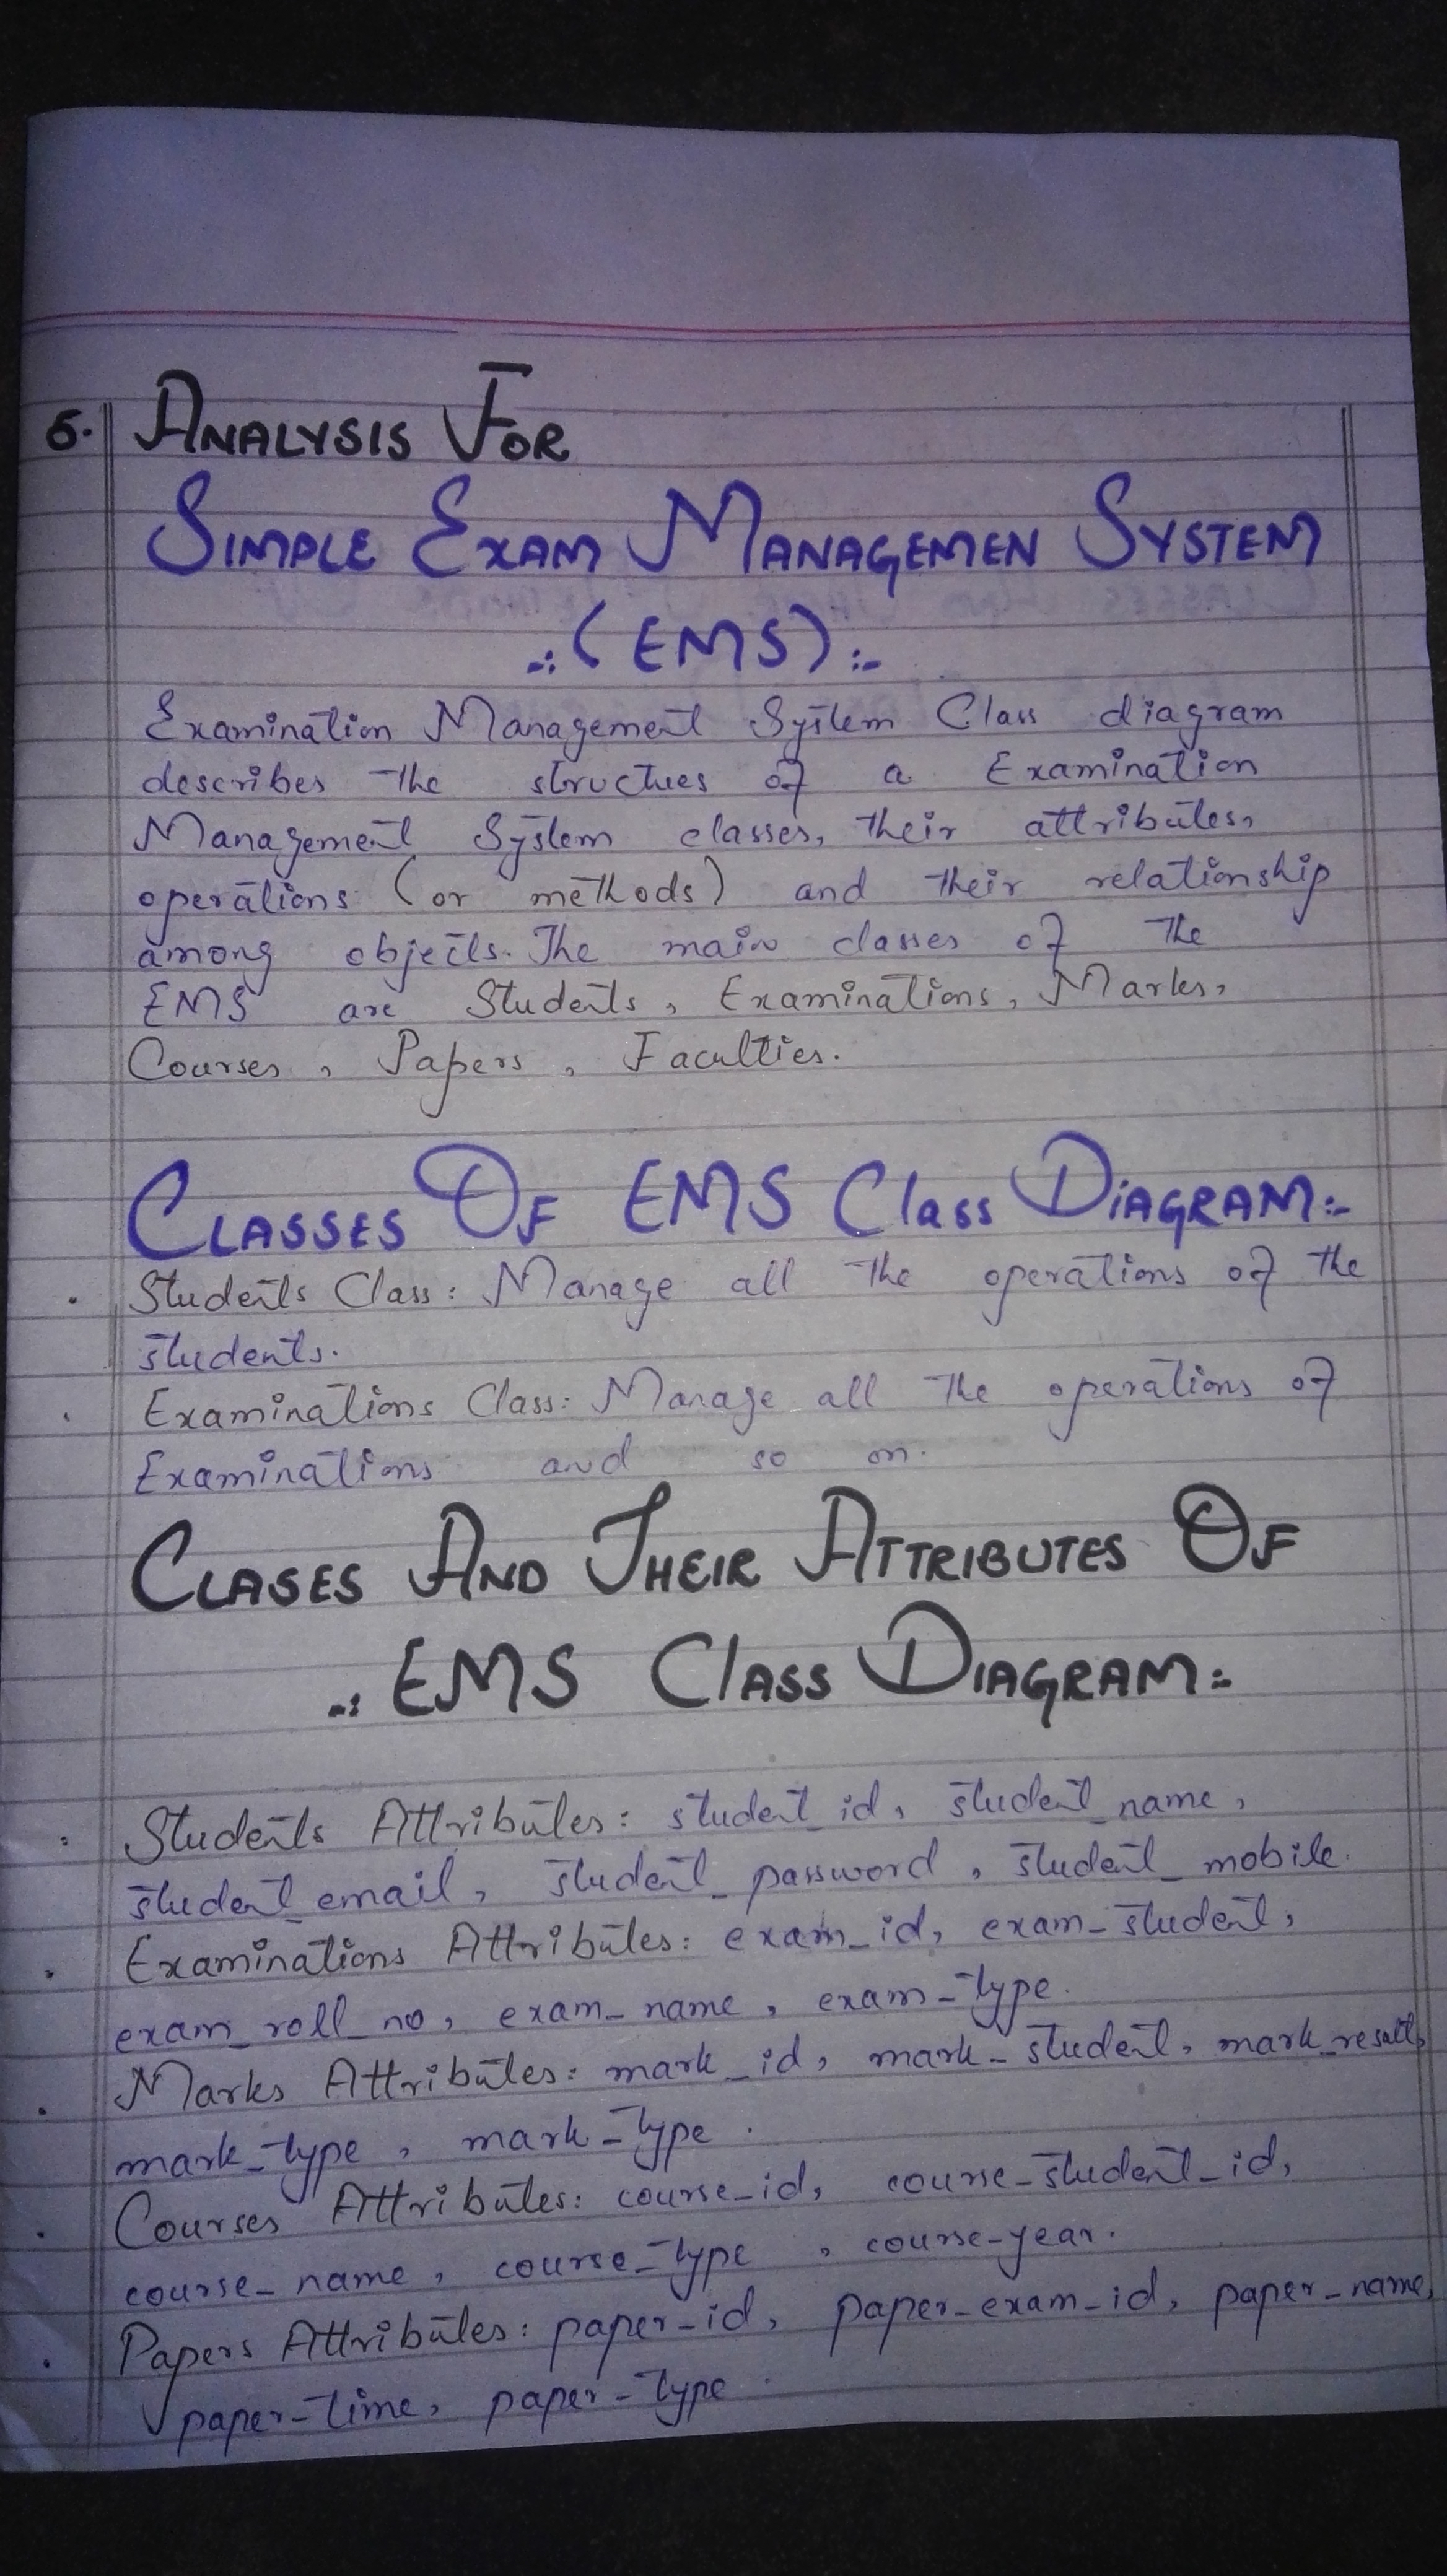 6. ANALYSIS FOR
SIMPLE EXAM MANAGEMEN SYSTEM
-:(EMS):-
Examination Management System Class diagram
describes the structues of a Examination
Management System classes, their attributes,
operations (or methods) and their relationship
among objects. The main classes of the
EMS are Students, Examinations, Marks,
Courses, Papers, Faculties.
CLASSES OF EMS Class DIAGRAM:-
. Students Class: Manage all the operations of the
students.
. Examinations Class: Manage all the operations of
Examinations and so on.
CLASES AND THEIR ATTRIBUTES OF
-: EMS CLASS DIAGRAM:-
. Students Attributes: student_id, student_name,
student_email, student_password, student_mobile.
. Examinations Attributes: exam_id, exam_student,
exam_roll_no, exam_name, exam_type.
. Marks Attributes: mark_id, mark_student, mark_result,
mark_type, mark_type.
. Courses Attributes: course_id, course_student_id,
course_name, course_type, course_year.
. Papers Attributes: paper_id, paper_exam_id, paper_name,
paper_time, paper_type.